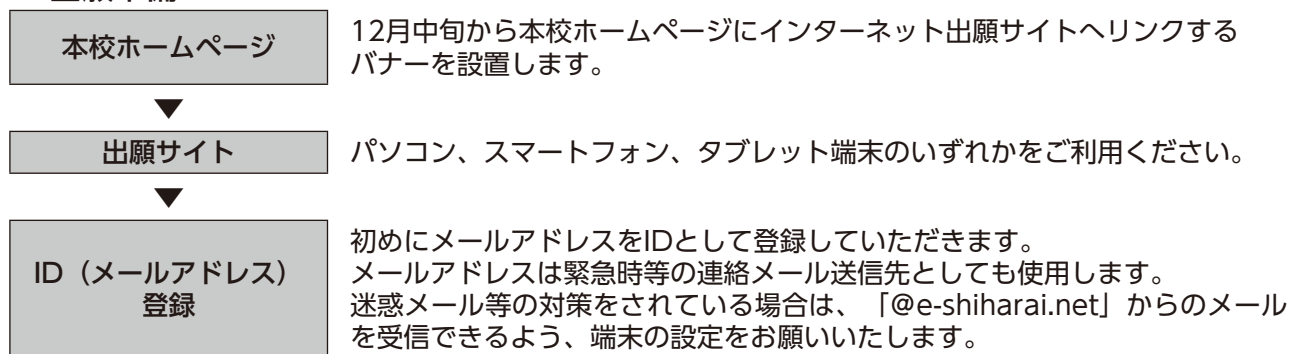 本校ホームページ
12月中旬から本校ホームページにインターネット出願サイトへリンクする
バナーを設置します。
▼
出願サイト
パソコン、スマートフォン、タブレット端末のいずれかをご利用ください。
▼
ID（メールアドレス）
登録
初めにメールアドレスをIDとして登録していただきます。
メールアドレスは緊急時等の連絡メール送信先としても使用します。
迷惑メール等の対策をされている場合は、「@e-shiharai.net」からのメール
を受信できるよう、端末の設定をお願いいたします。